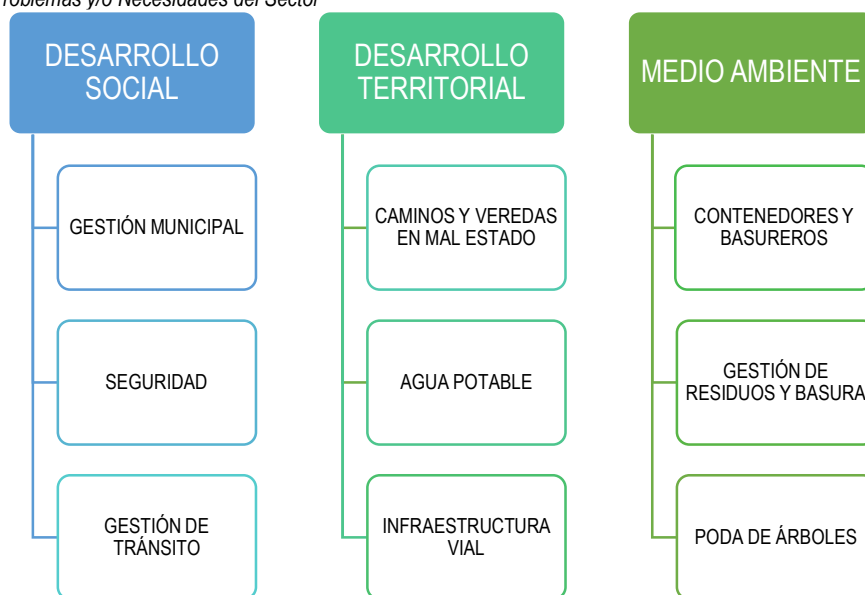 roblemas y/o Necesidades del Sector
DESARROLLO
SOCIAL
GESTIÓN MUNICIPAL
SEGURIDAD
GESTIÓN DE
TRÁNSITO
DESARROLLO
TERRITORIAL
CAMINOS Y VEREDAS
EN MAL ESTADO
AGUA POTABLE
INFRAESTRUCTURA
VIAL
MEDIO AMBIENTE
CONTENEDORES Y
BASUREROS
GESTIÓN DE
RESIDUOS Y BASURA
PODA DE ÁRBOLES